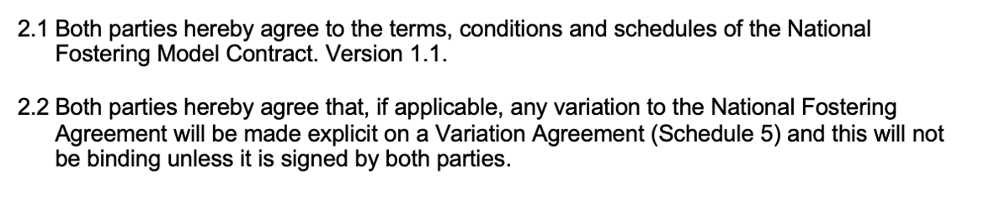 2.1 Both parties hereby agree to the terms, conditions and schedules of the National
Fostering Model Contract. Version 1.1.
2.2 Both parties hereby agree that, if applicable, any variation to the National Fostering
Agreement will be made explicit on a Variation Agreement (Schedule 5) and this will not
be binding unless it is signed by both parties.